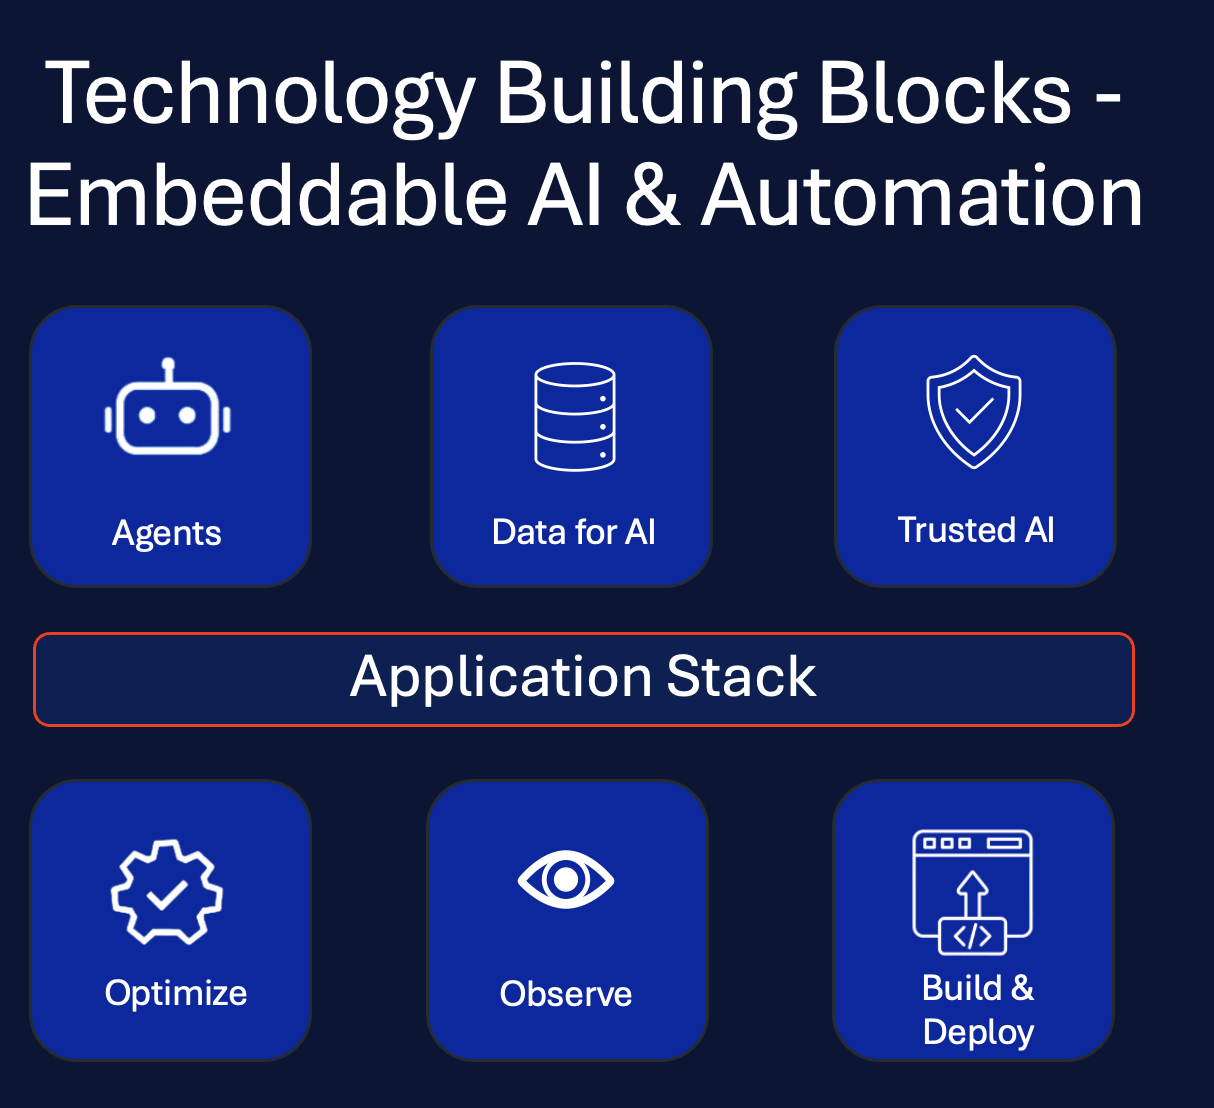 Technology Building Blocks -
Embeddable AI & Automation
Agents
Data for AI
Trusted AI
Application Stack
Optimize
Observe
Build &
Deploy